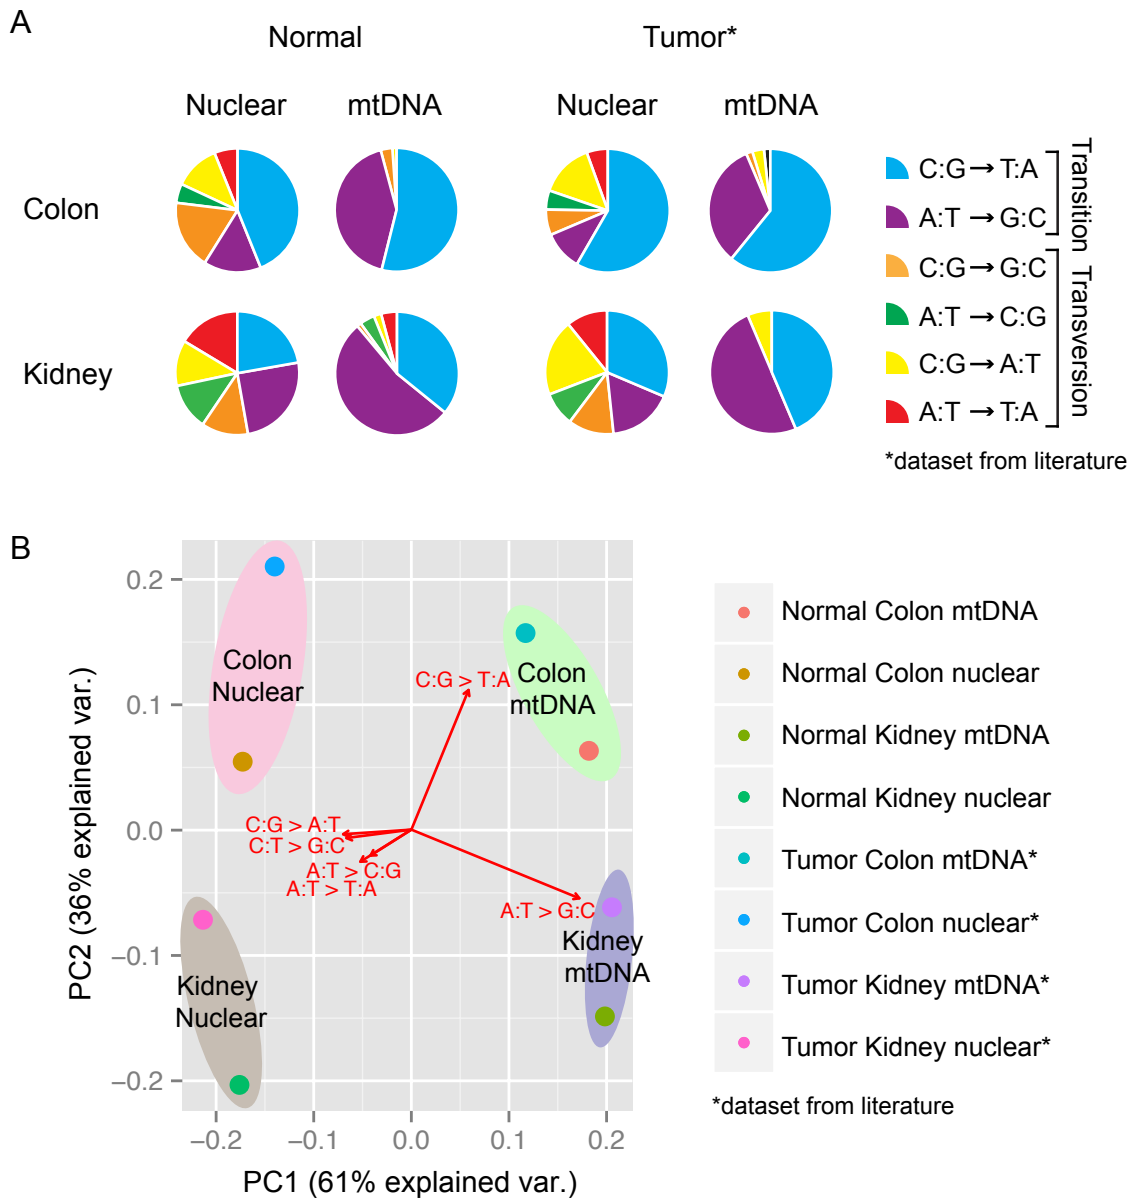 A
Normal
Tumor*
Nuclear
mtDNA
Nuclear
mtDNA
Colon
Kidney
C:G→T:A
A:T→G:C
C:G→G:C
A:T→C:G
C:G→A:T
A:T→T:A
Transition
Transversion
*dataset from literature
B
PC2 (36% explained var.)
0.2
0.1
0.0
−0.1
−0.2
Colon
Nuclear
C:G > T:A
Colon
mtDNA
C:G > A:T
C:T > G:C
A:T > C:G
A:T > T:A
A:T > G:C
Kidney
mtDNA
Kidney
Nuclear
−0.2
−0.1
0.0
0.1
0.2
PC1 (61% explained var.)
Normal Colon mtDNA
Normal Colon nuclear
Normal Kidney mtDNA
Normal Kidney nuclear
Tumor Colon mtDNA*
Tumor Colon nuclear*
Tumor Kidney mtDNA*
Tumor Kidney nuclear*
*dataset from literature